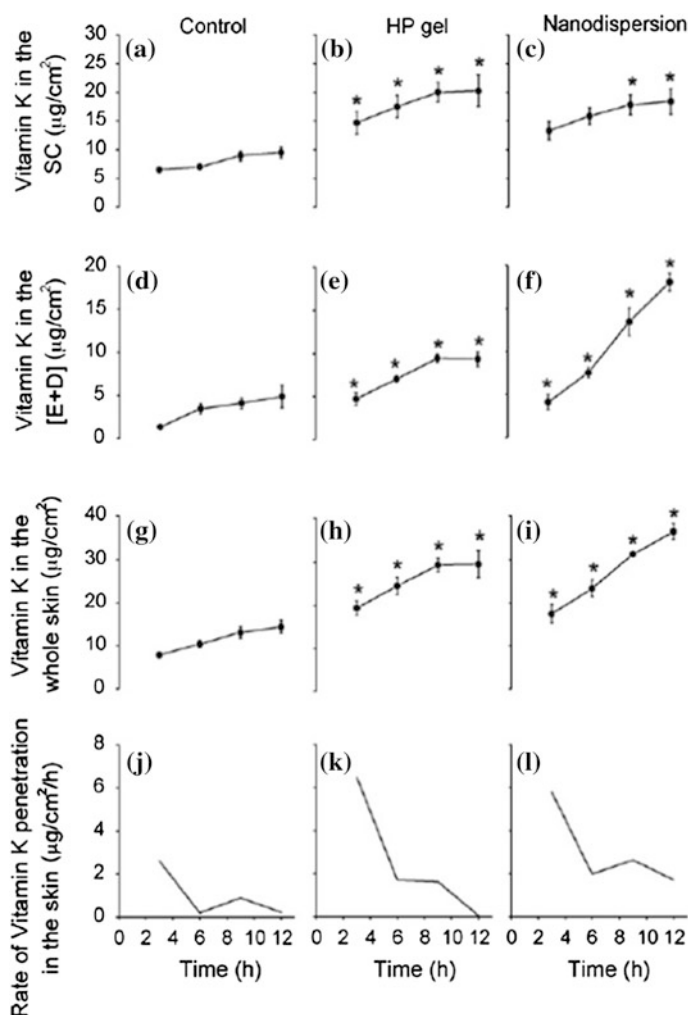 Control HP gel Nanodispersion
Vitamin K in the
SC (µg/cm²)
30
25
20
15
10
5
0
(a) (b) (c)
* * * *
* *
Vitamin K in the
[E+D] (µg/cm²)
20
15
10
5
0
(d) (e) (f)
* * * *
* * * *
Vitamin K in the
whole skin (µg/cm²)
40
30
20
10
0
(g) (h) (i)
* * * *
* * * *
Rate of Vitamin K penetration
in the skin (µg/cm²/h)
8
6
4
2
0
(j) (k) (l)
0 2 4 6 8 10 12 0 2 4 6 8 10 12 0 2 4 6 8 10 12
Time (h) Time (h) Time (h)